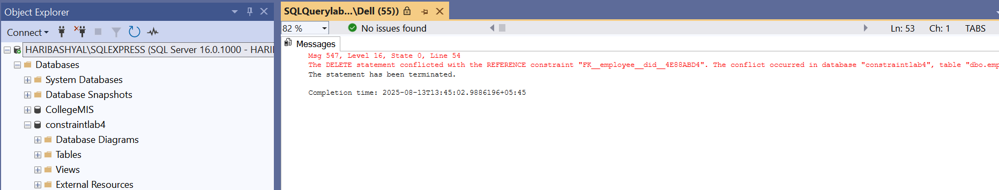 Object Explorer
Connect
HARIBASHYAL\SQLEXPRESS (SQL Server 16.0.1000 - HARI
Databases
System Databases
Database Snapshots
CollegeMIS
constraintlab4
Database Diagrams
Tables
Views
External Resources
SQLQuerylab...\Dell (55))
82 %
No issues found
Ln: 53
Ch: 1
TABS
Messages
Msg 547, Level 16, State 0, Line 54
The DELETE statement conflicted with the REFERENCE constraint "FK__employee__did__4E88ABD4". The conflict occurred in database "constraintlab4", table "dbo.emp
The statement has been terminated.
Completion time: 2025-08-13T13:45:02.9886196+05:45